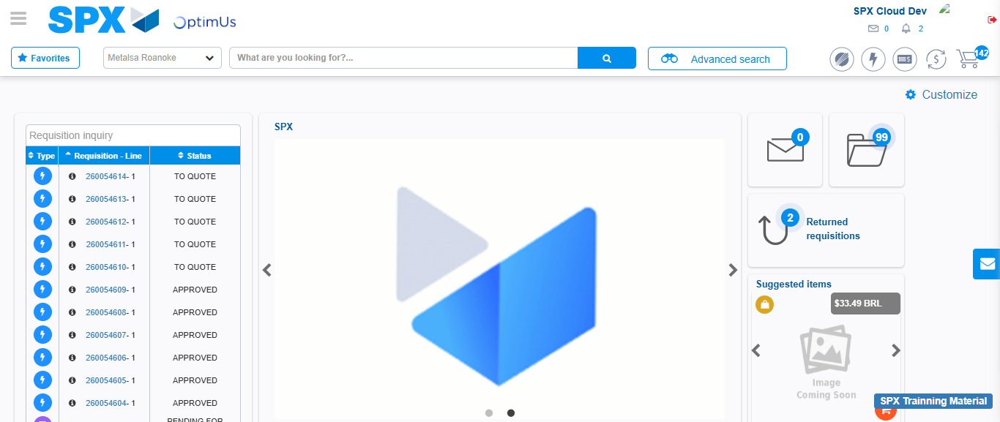 SPX OptimUs
SPX Cloud Dev
0 2
Favorites
Metalsa Roanoke
What are you looking for?...
Advanced search
$
142
Customize
Requisition inquiry
Type Requisition - Line Status
260054614- 1 TO QUOTE
260054613- 1 TO QUOTE
260054612- 1 TO QUOTE
260054611- 1 TO QUOTE
260054610- 1 TO QUOTE
260054609- 1 APPROVED
260054608- 1 APPROVED
260054607- 1 APPROVED
260054606- 1 APPROVED
260054605- 1 APPROVED
260054604- 1 APPROVED
PENDING FOR
SPX
0
99
2
Returned
requisitions
Suggested items
$33.49 BRL
Image
Coming Soon
SPX Trainning Material